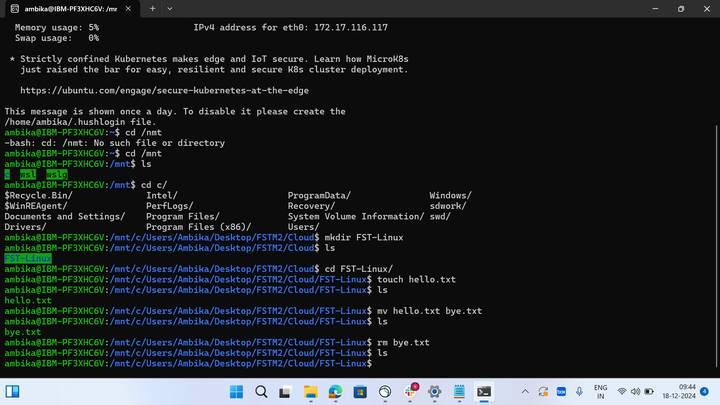 ambika@IBM-PF3XHC6V: /mnt
Memory usage: 5% IPv4 address for eth0: 172.17.116.117
Swap usage: 0%
* Strictly confined Kubernetes makes edge and IoT secure. Learn how MicroK8s
just raised the bar for easy, resilient and secure K8s cluster deployment.
https://ubuntu.com/engage/secure-kubernetes-at-the-edge
This message is shown once a day. To disable it please create the
/home/ambika/.hushlogin file.
ambika@IBM-PF3XHC6V:~$ cd /nmt
-bash: cd: /nmt: No such file or directory
ambika@IBM-PF3XHC6V:~$ cd /mnt
ambika@IBM-PF3XHC6V:/mnt$ ls
c wsl wslg
ambika@IBM-PF3XHC6V:/mnt$ cd c/
$Recycle.Bin/ Intel/ ProgramData/ Windows/
$WinREAgent/ PerfLogs/ Recovery/ sdwork/
Documents and Settings/ Program Files/ System Volume Information/ swd/
Drivers/ Program Files (x86)/ Users/
ambika@IBM-PF3XHC6V:/mnt/c/Users/Ambika/Desktop/FSTM2/Cloud$ mkdir FST-Linux
ambika@IBM-PF3XHC6V:/mnt/c/Users/Ambika/Desktop/FSTM2/Cloud$ ls
FST-Linux
ambika@IBM-PF3XHC6V:/mnt/c/Users/Ambika/Desktop/FSTM2/Cloud$ cd FST-Linux/
ambika@IBM-PF3XHC6V:/mnt/c/Users/Ambika/Desktop/FSTM2/Cloud/FST-Linux$ touch hello.txt
ambika@IBM-PF3XHC6V:/mnt/c/Users/Ambika/Desktop/FSTM2/Cloud/FST-Linux$ ls
hello.txt
ambika@IBM-PF3XHC6V:/mnt/c/Users/Ambika/Desktop/FSTM2/Cloud/FST-Linux$ mv hello.txt bye.txt
ambika@IBM-PF3XHC6V:/mnt/c/Users/Ambika/Desktop/FSTM2/Cloud/FST-Linux$ ls
bye.txt
ambika@IBM-PF3XHC6V:/mnt/c/Users/Ambika/Desktop/FSTM2/Cloud/FST-Linux$ rm bye.txt
ambika@IBM-PF3XHC6V:/mnt/c/Users/Ambika/Desktop/FSTM2/Cloud/FST-Linux$ ls
ambika@IBM-PF3XHC6V:/mnt/c/Users/Ambika/Desktop/FSTM2/Cloud/FST-Linux$
ENG
IN
09:44
18-12-2024
4